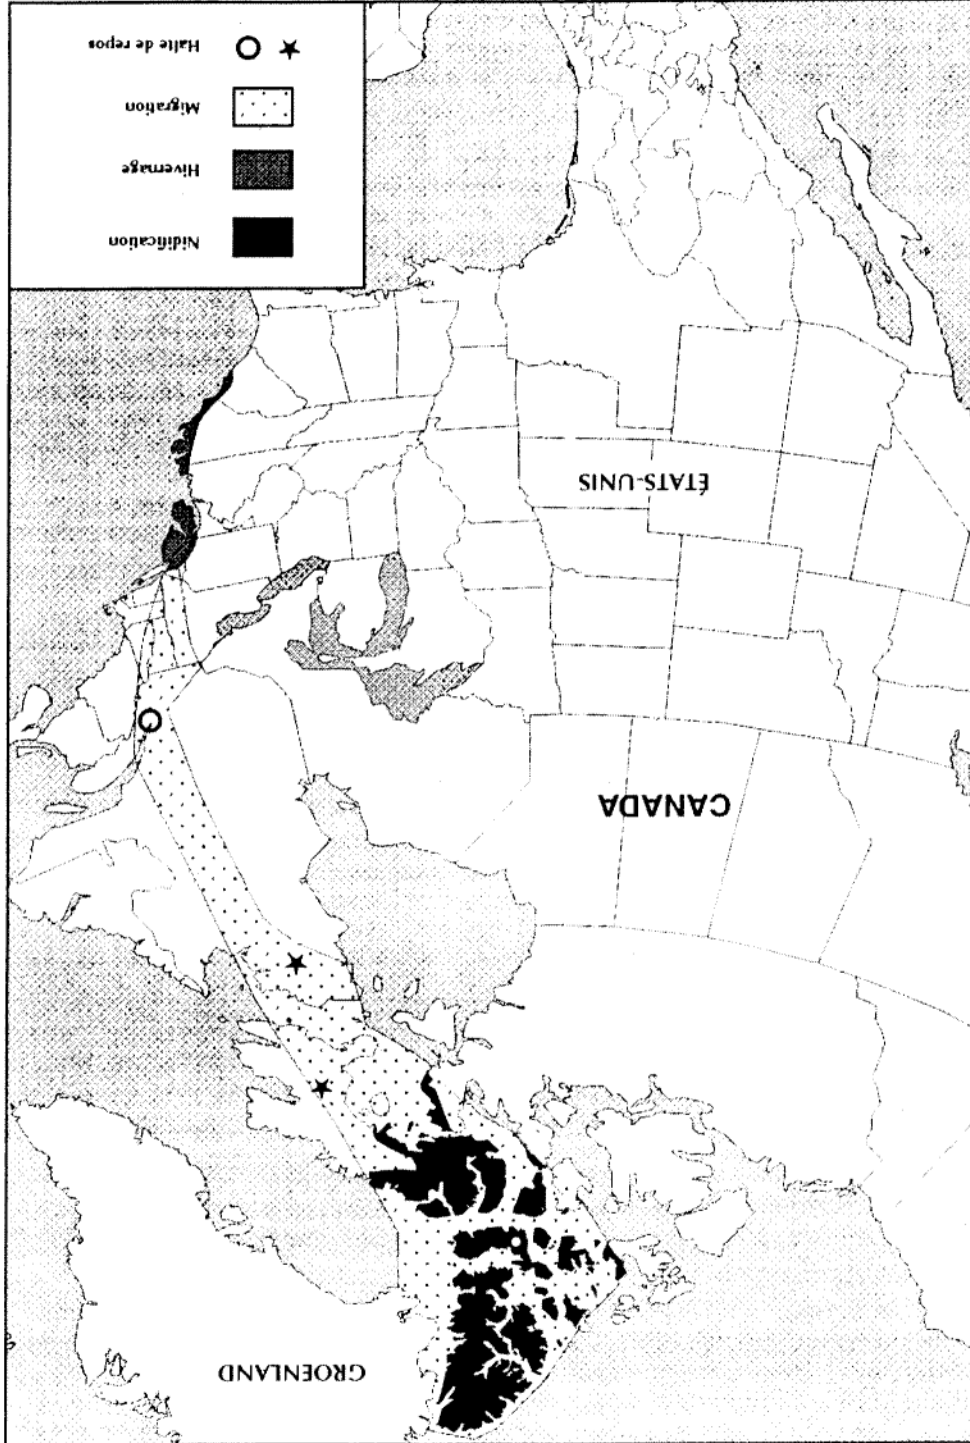 GROENLAND
CANADA
ÉTATS-UNIS
Nidification
Hivernage
Migration
Halte de repos